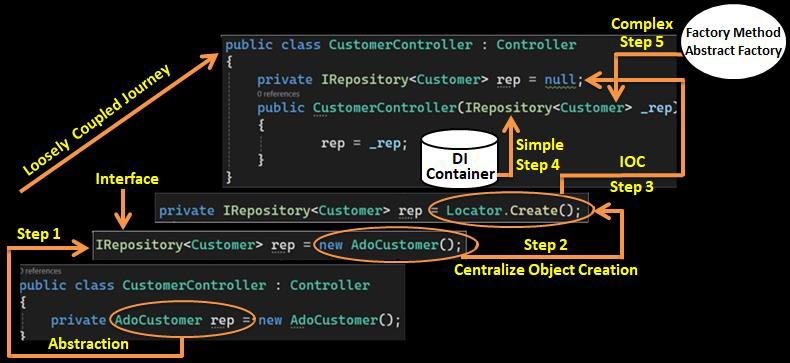 Complex
Step 5
Factory Method
Abstract Factory
Loosely Coupled Journey
public class CustomerController : Controller
{
private IRepository<Customer> rep = null;
0 references
public CustomerController(IRepository<Customer> _rep)
{
rep = _rep;
}
}
DI
Container
Simple
Step 4
IOC
Step 3
Interface
private IRepository<Customer> rep = Locator.Create();
Step 1
IRepository<Customer> rep = new AdoCustomer();
Step 2
Centralize Object Creation
0 references
public class CustomerController : Controller
{
private AdoCustomer rep = new AdoCustomer();
}
Abstraction